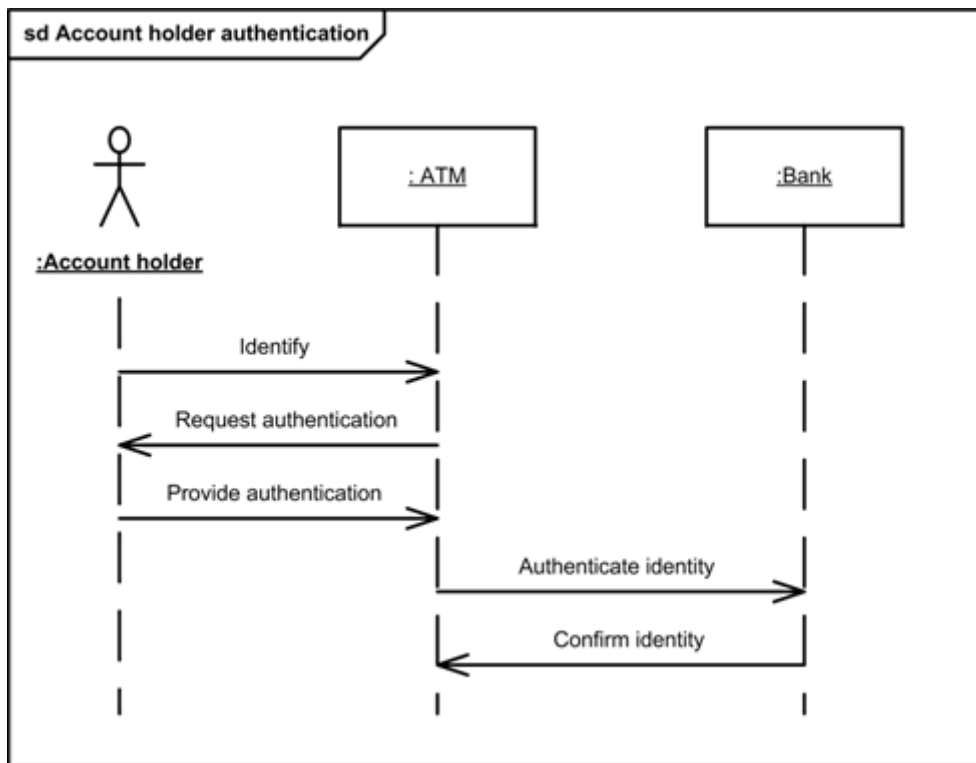 sd Account holder authentication
: ATM
:Bank
:Account holder
Identify
Request authentication
Provide authentication
Authenticate identity
Confirm identity